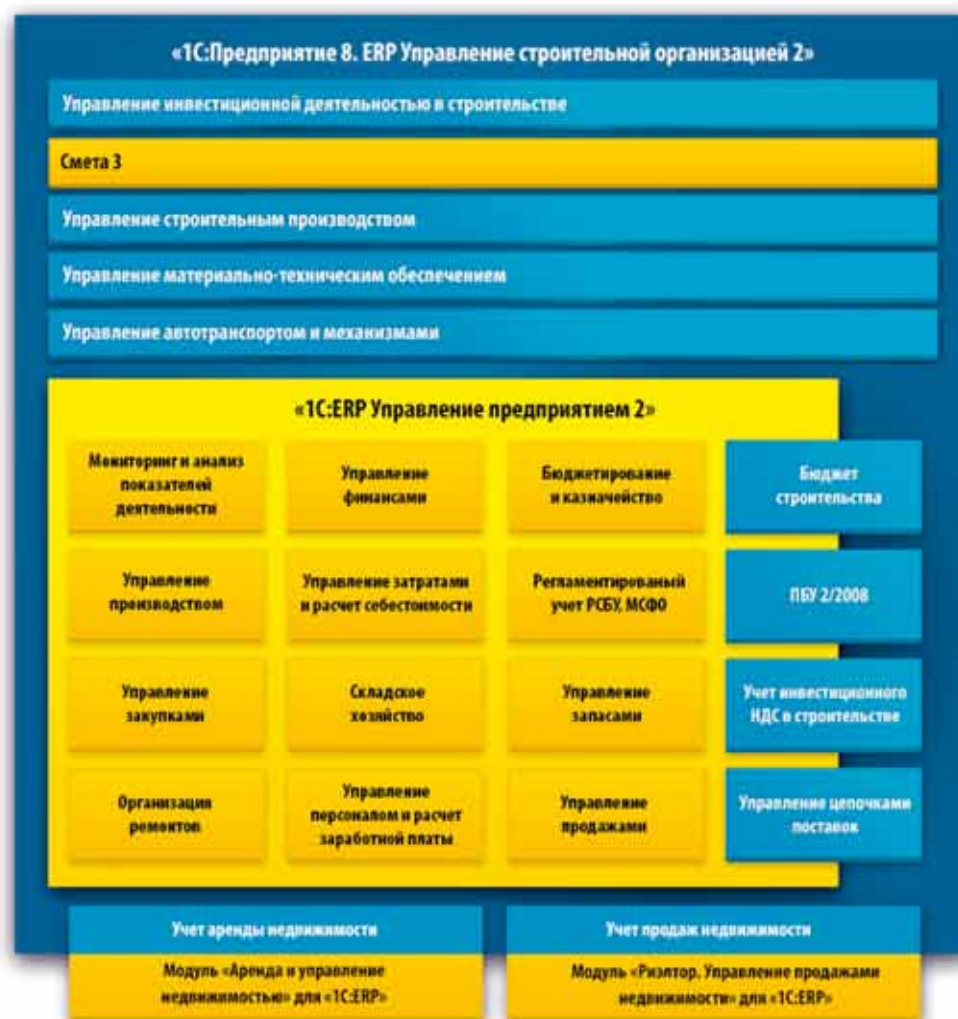 «1С:Предприятие 8. ERP Управление строительной организацией 2»
Управление инвестиционной деятельностью в строительстве
Смета 3
Управление строительным производством
Управление материально-техническим обеспечением
Управление автотранспортом и механизмами
«1С:ERP Управление предприятием 2»
Мониторинг и анализ
показателей
деятельности
Управление
финансами
Бюджетирование
и казначейство
Бюджет
строительства
Управление
производством
Управление затратами
и расчет себестоимости
Регламентированый
учет РСБУ, МСФО
ПБУ 2/2008
Управление
закупками
Складское
хозяйство
Управление
запасами
Учет инвестиционного
НДС в строительстве
Организация
ремонтов
Управление
персоналом и расчет
заработной платы
Управление
продажами
Управление цепочками
поставок
Учет аренды недвижимости
Модуль «Аренда и управление
недвижимостью» для «1С:ERP»
Учет продаж недвижимости
Модуль «Риэлтор. Управление продажами
недвижимости» для «1С:ERP»